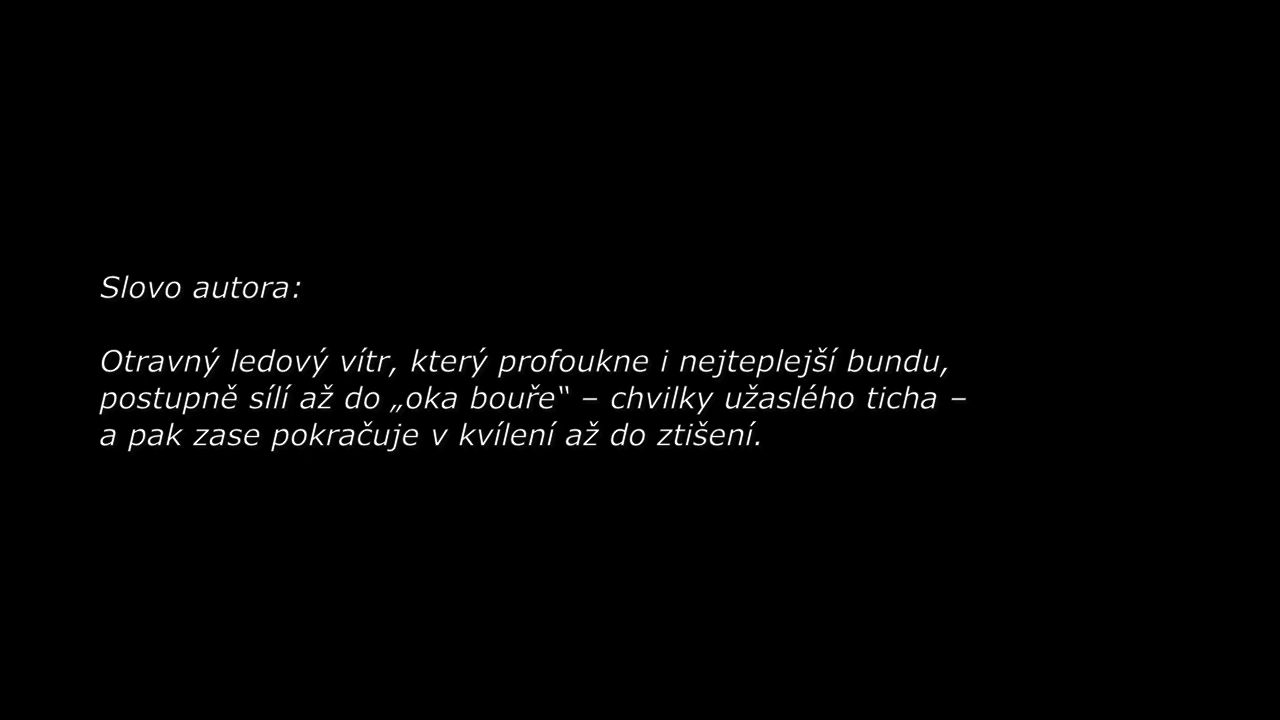 Slovo autora:
Otravný ledový vítr, který profoukne i nejteplejší bundu,
postupně sílí až do „oka bouře“ – chvilky užaslého ticha –
a pak zase pokračuje v kvílení až do ztišení.